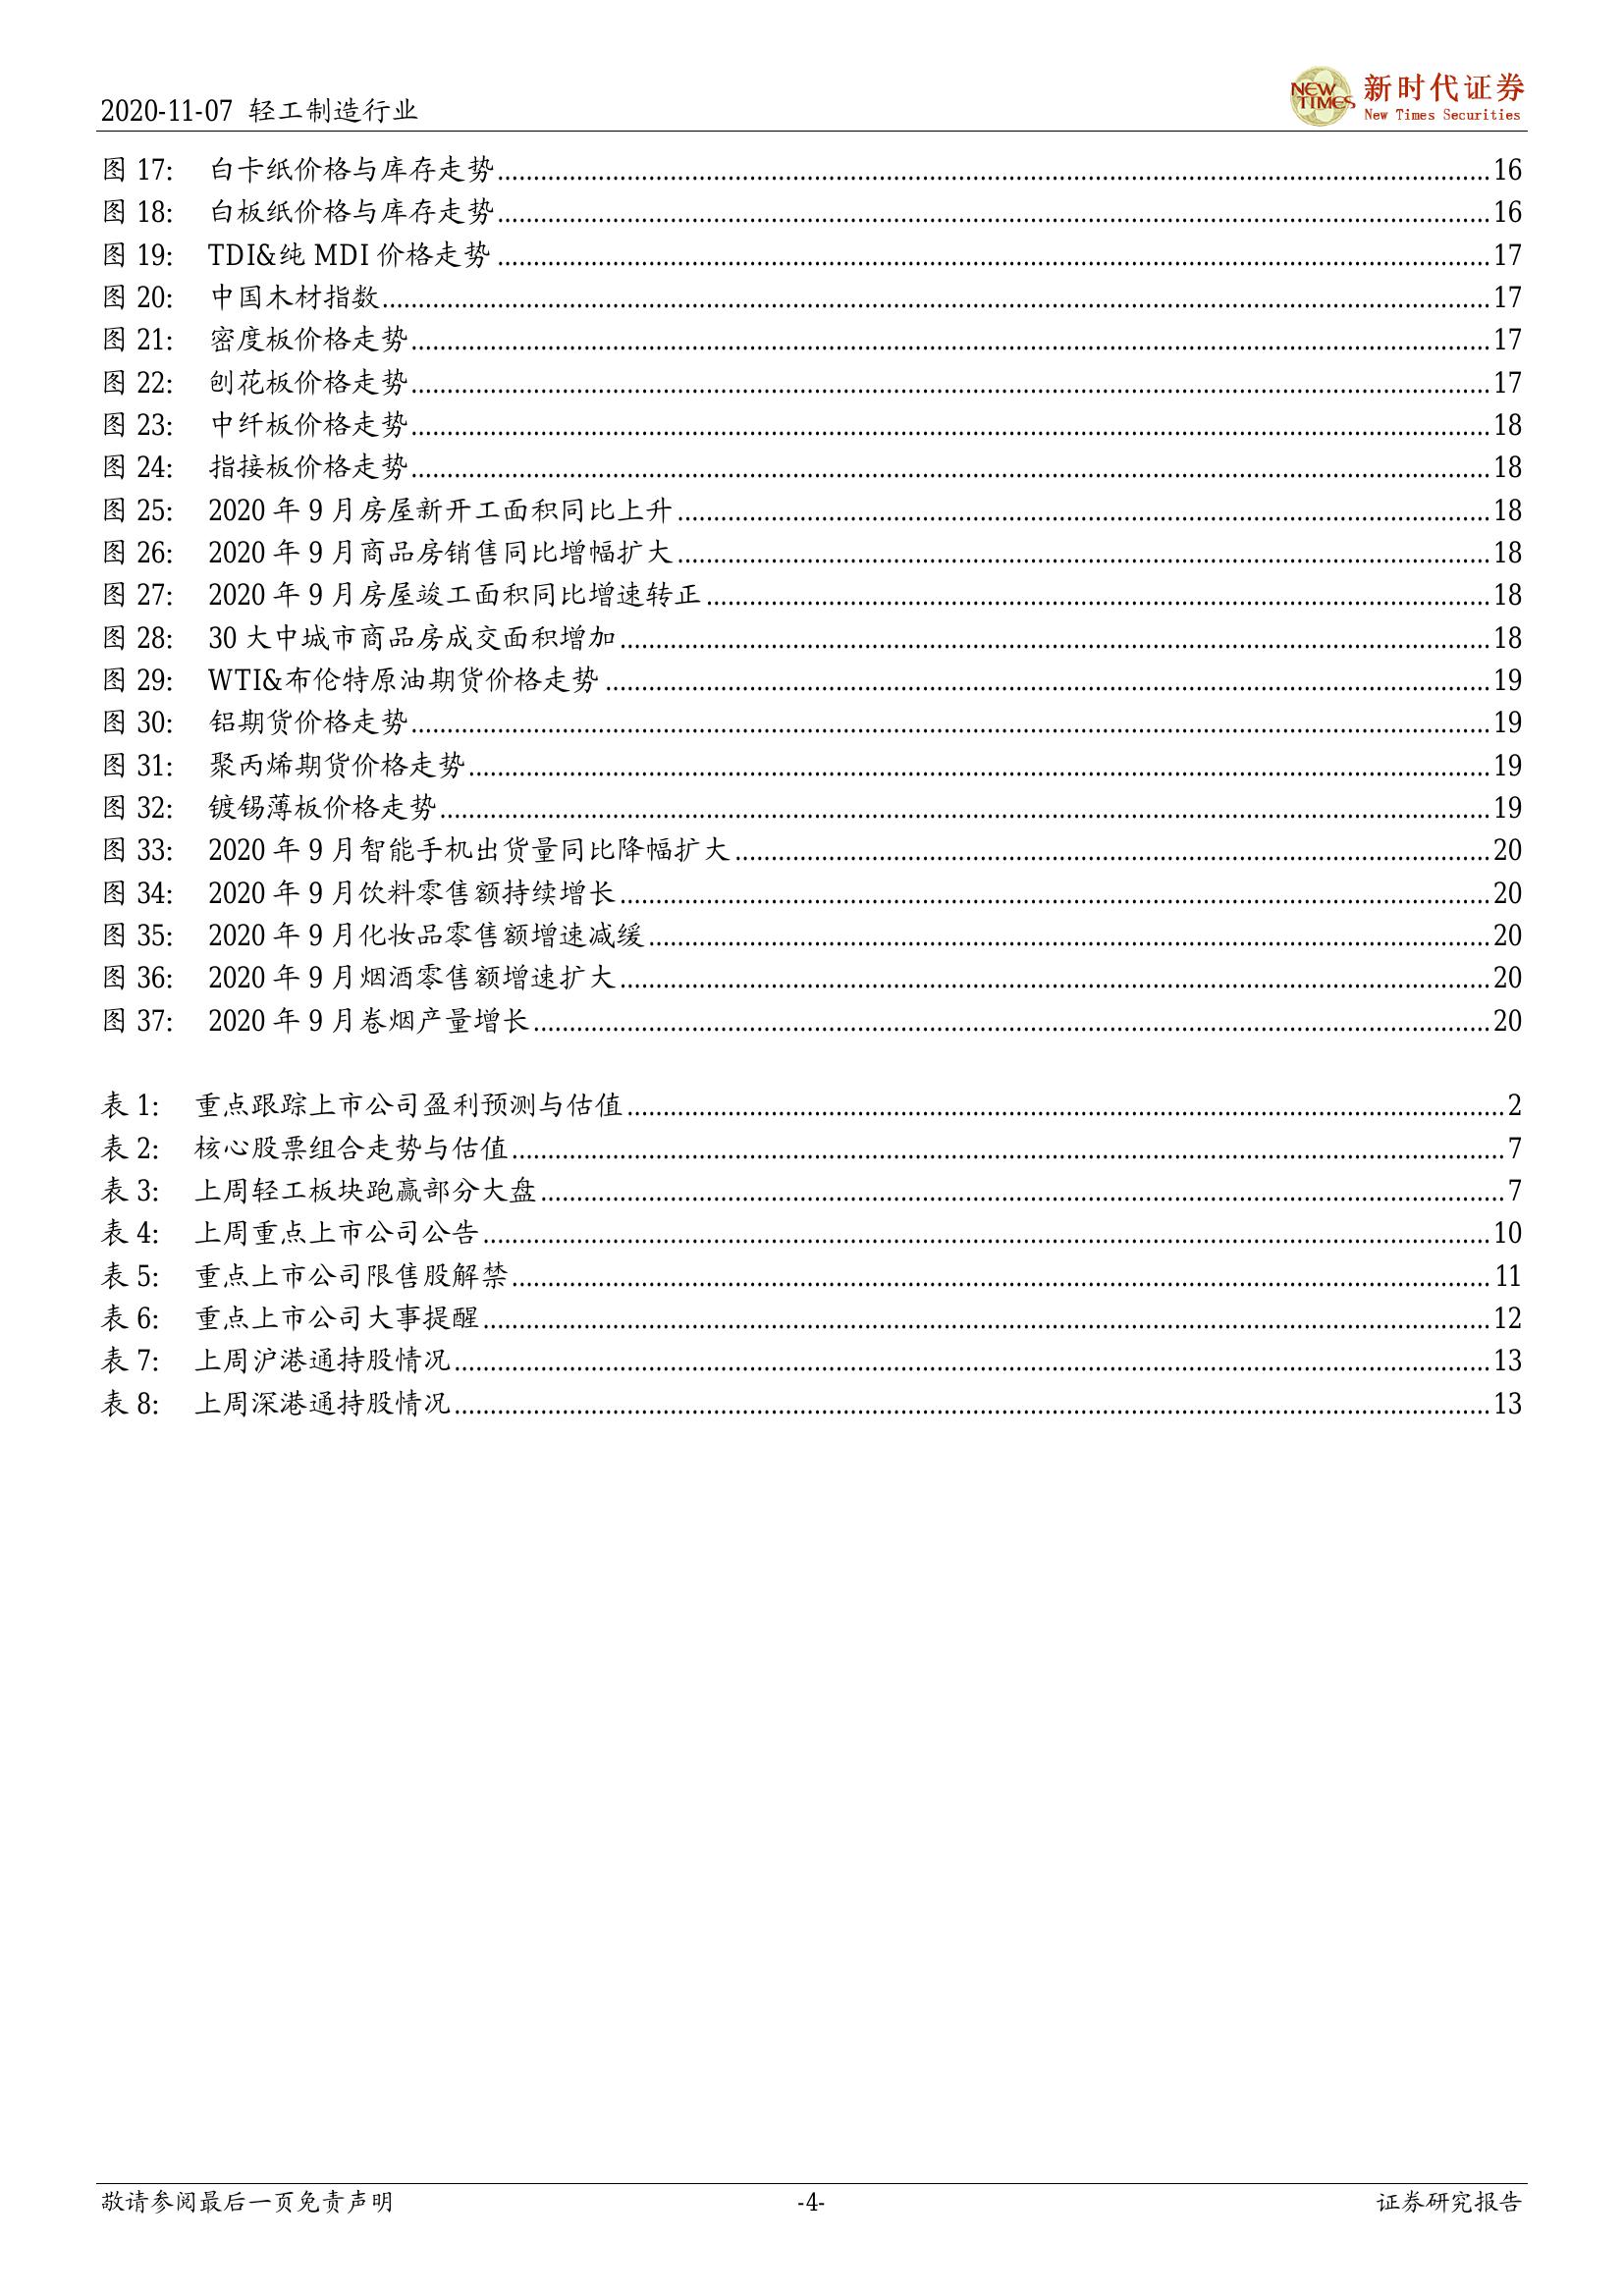 2020-11-07 轻工制造行业
NEW TIMES 新时代证券
New Times Securities
图 17: 白卡纸价格与库存走势 16
图 18: 白板纸价格与库存走势 16
图 19: TDI&纯 MDI 价格走势 17
图 20: 中国木材指数 17
图 21: 密度板价格走势 17
图 22: 刨花板价格走势 17
图 23: 中纤板价格走势 18
图 24: 指接板价格走势 18
图 25: 2020 年 9 月房屋新开工面积同比上升 18
图 26: 2020 年 9 月商品房销售同比增幅扩大 18
图 27: 2020 年 9 月房屋竣工面积同比增速转正 18
图 28: 30 大中城市商品房成交面积增加 18
图 29: WTI&布伦特原油期货价格走势 19
图 30: 铝期货价格走势 19
图 31: 聚丙烯期货价格走势 19
图 32: 镀锡薄板价格走势 19
图 33: 2020 年 9 月智能手机出货量同比降幅扩大 20
图 34: 2020 年 9 月饮料零售额持续增长 20
图 35: 2020 年 9 月化妆品零售额增速减缓 20
图 36: 2020 年 9 月烟酒零售额增速扩大 20
图 37: 2020 年 9 月卷烟产量增长 20
表 1: 重点跟踪上市公司盈利预测与估值 2
表 2: 核心股票组合走势与估值 7
表 3: 上周轻工板块跑赢部分大盘 7
表 4: 上周重点上市公司公告 10
表 5: 重点上市公司限售股解禁 11
表 6: 重点上市公司大事提醒 12
表 7: 上周沪港通持股情况 13
表 8: 上周深港通持股情况 13
敬请参阅最后一页免责声明 -4- 证券研究报告